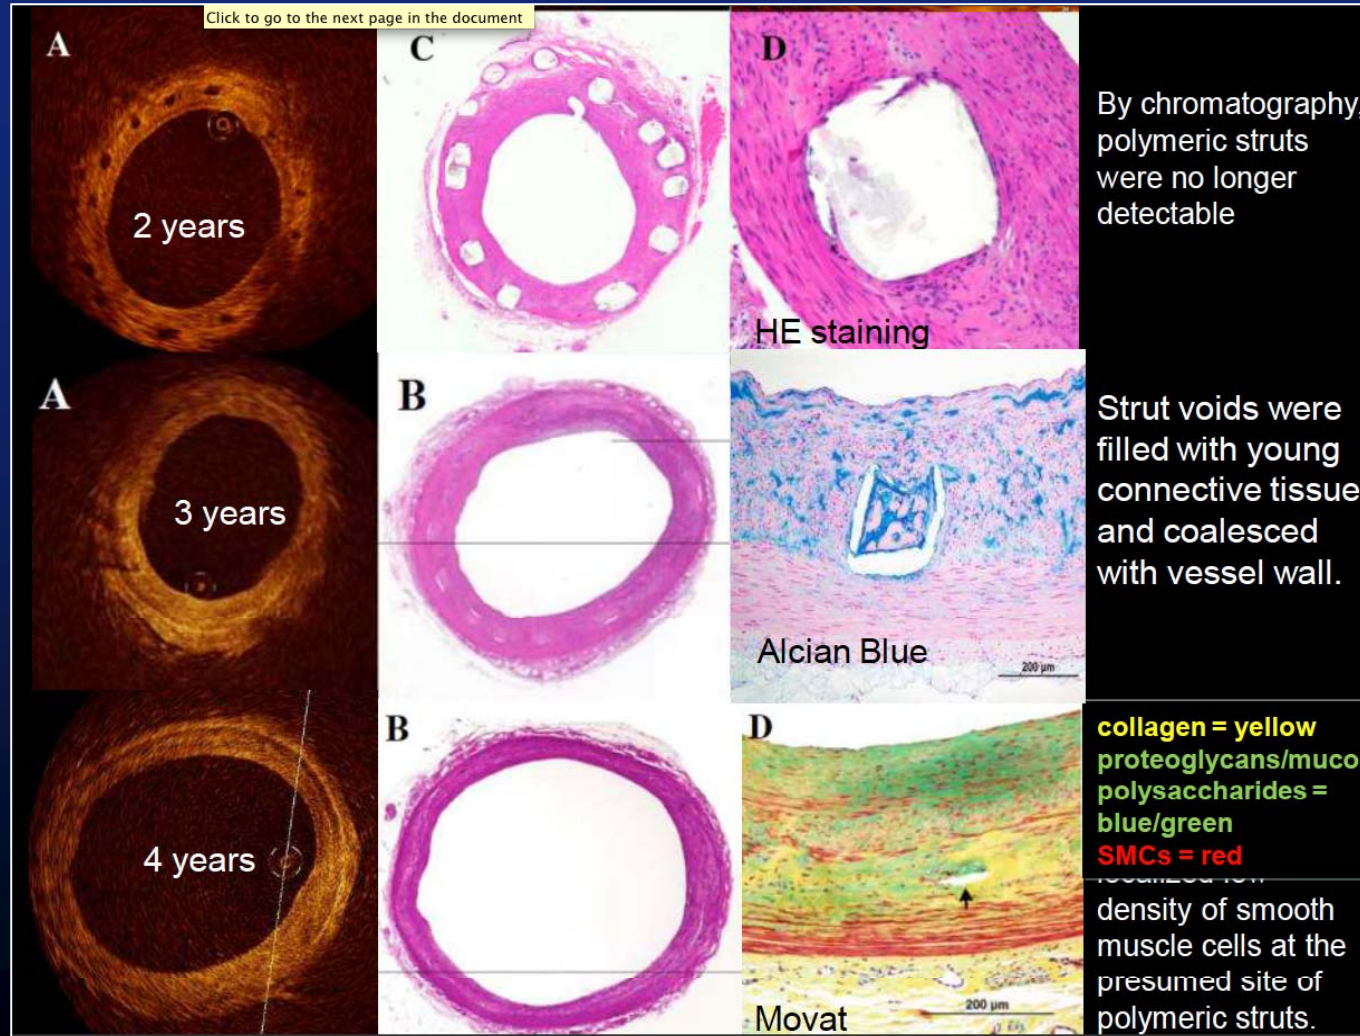 Click to go to the next page in the document
A
C
D
2 years
HE staining
By chromatography,
polymeric struts
were no longer
detectable
A
B
3 years
Alcian Blue
200 µm
Strut voids were
filled with young
connective tissue
and coalesced
with vessel wall.
B
D
4 years
Movat
200 µm
collagen = yellow
proteoglycans/muco
polysaccharides =
blue/green
SMCs = red
density of smooth
muscle cells at the
presumed site of
polymeric struts.